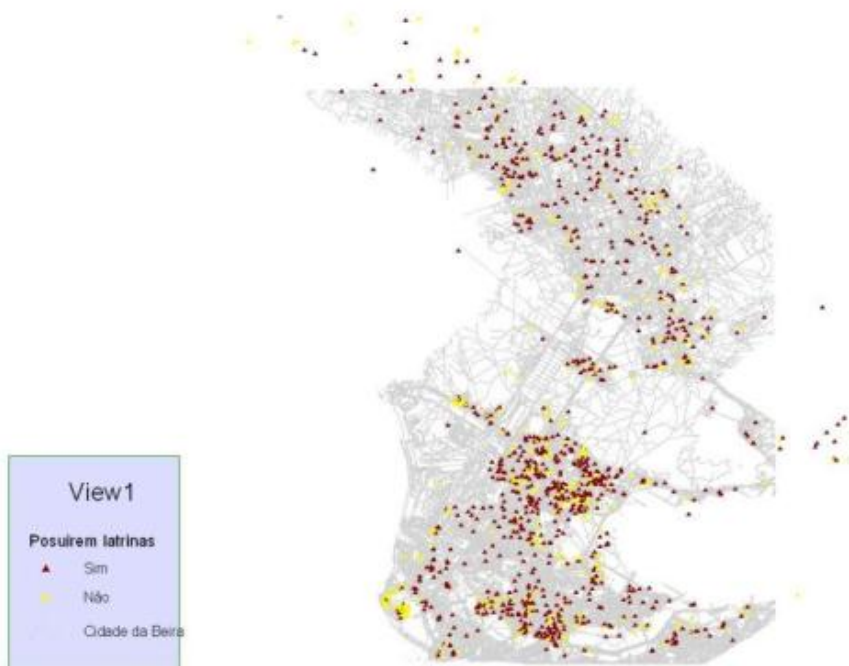 View1
Posuirem latrinas
Sim
Não
Cidade da Beira